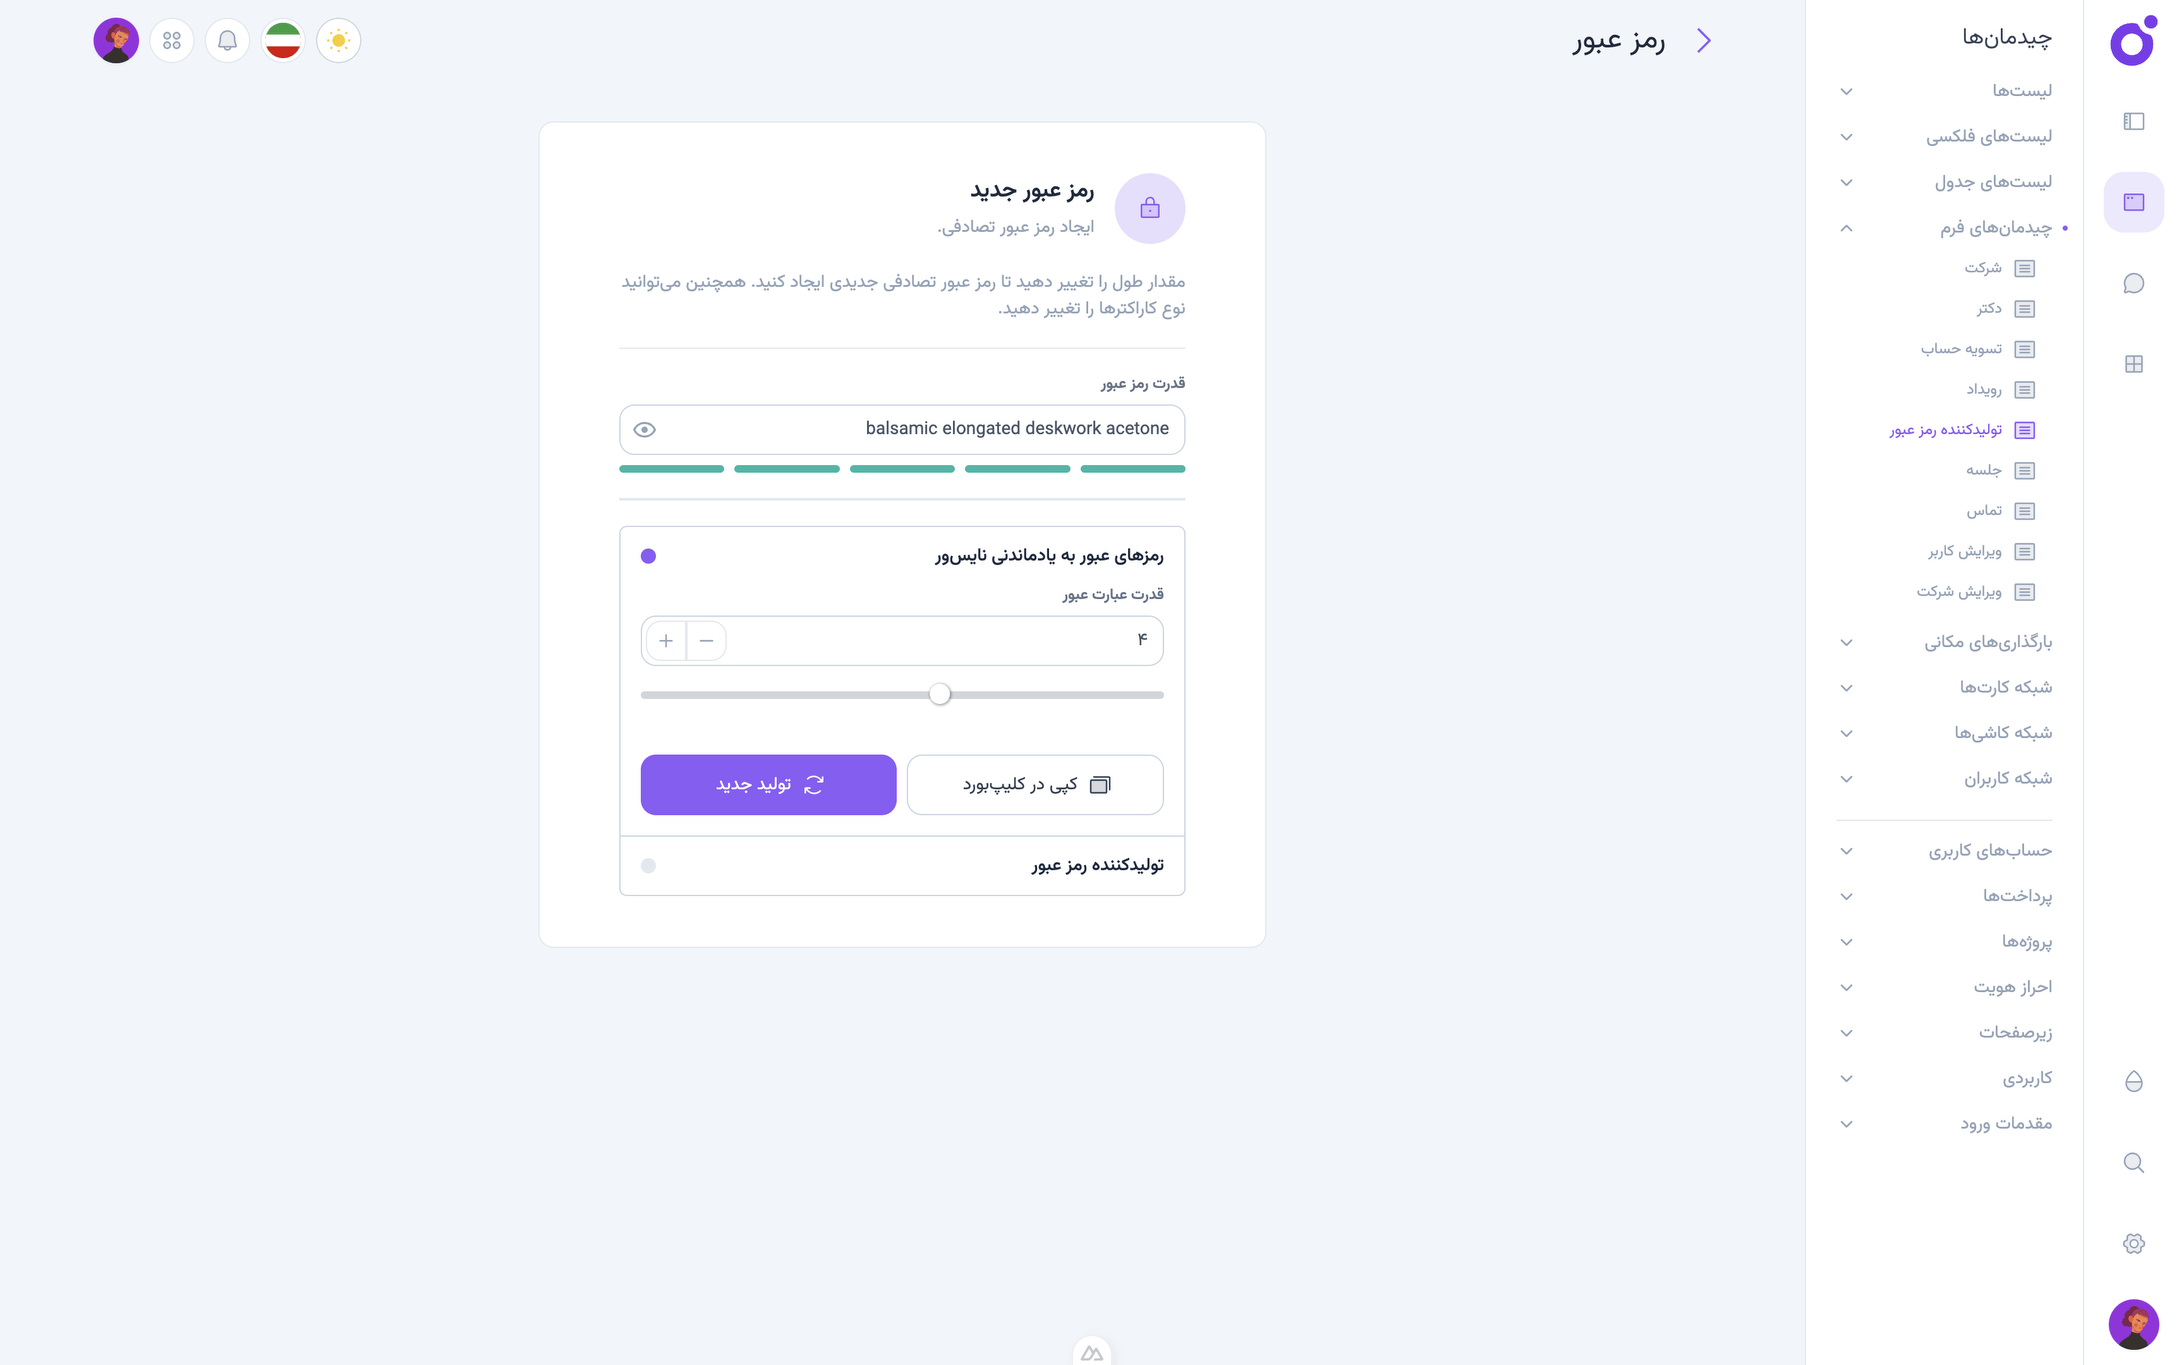 چیدمان‌ها
لیست‌ها
لیست‌های فلکسی
لیست‌های جدول
چیدمان‌های فرم
شرکت
دکتر
تسویه حساب
رویداد
تولیدکننده رمز عبور
جلسه
تماس
ویرایش کاربر
ویرایش شرکت
بارگذاری‌های مکانی
شبکه کارت‌ها
شبکه کاشی‌ها
شبکه کاربران
حساب‌های کاربری
پرداخت‌ها
پروژه‌ها
احراز هویت
زیرصفحات
کاربردی
مقدمات ورود
رمز عبور
رمز عبور جدید
ایجاد رمز عبور تصادفی.
مقدار طول را تغییر دهید تا رمز عبور تصادفی جدیدی ایجاد کنید. همچنین می‌توانید
نوع کاراکترها را تغییر دهید.
قدرت رمز عبور
balsamic elongated deskwork acetone
رمزهای عبور به یادماندنی نایس‌ور
قدرت عبارت عبور
۴
کپی در کلیپ‌بورد
تولید جدید
تولیدکننده رمز عبور